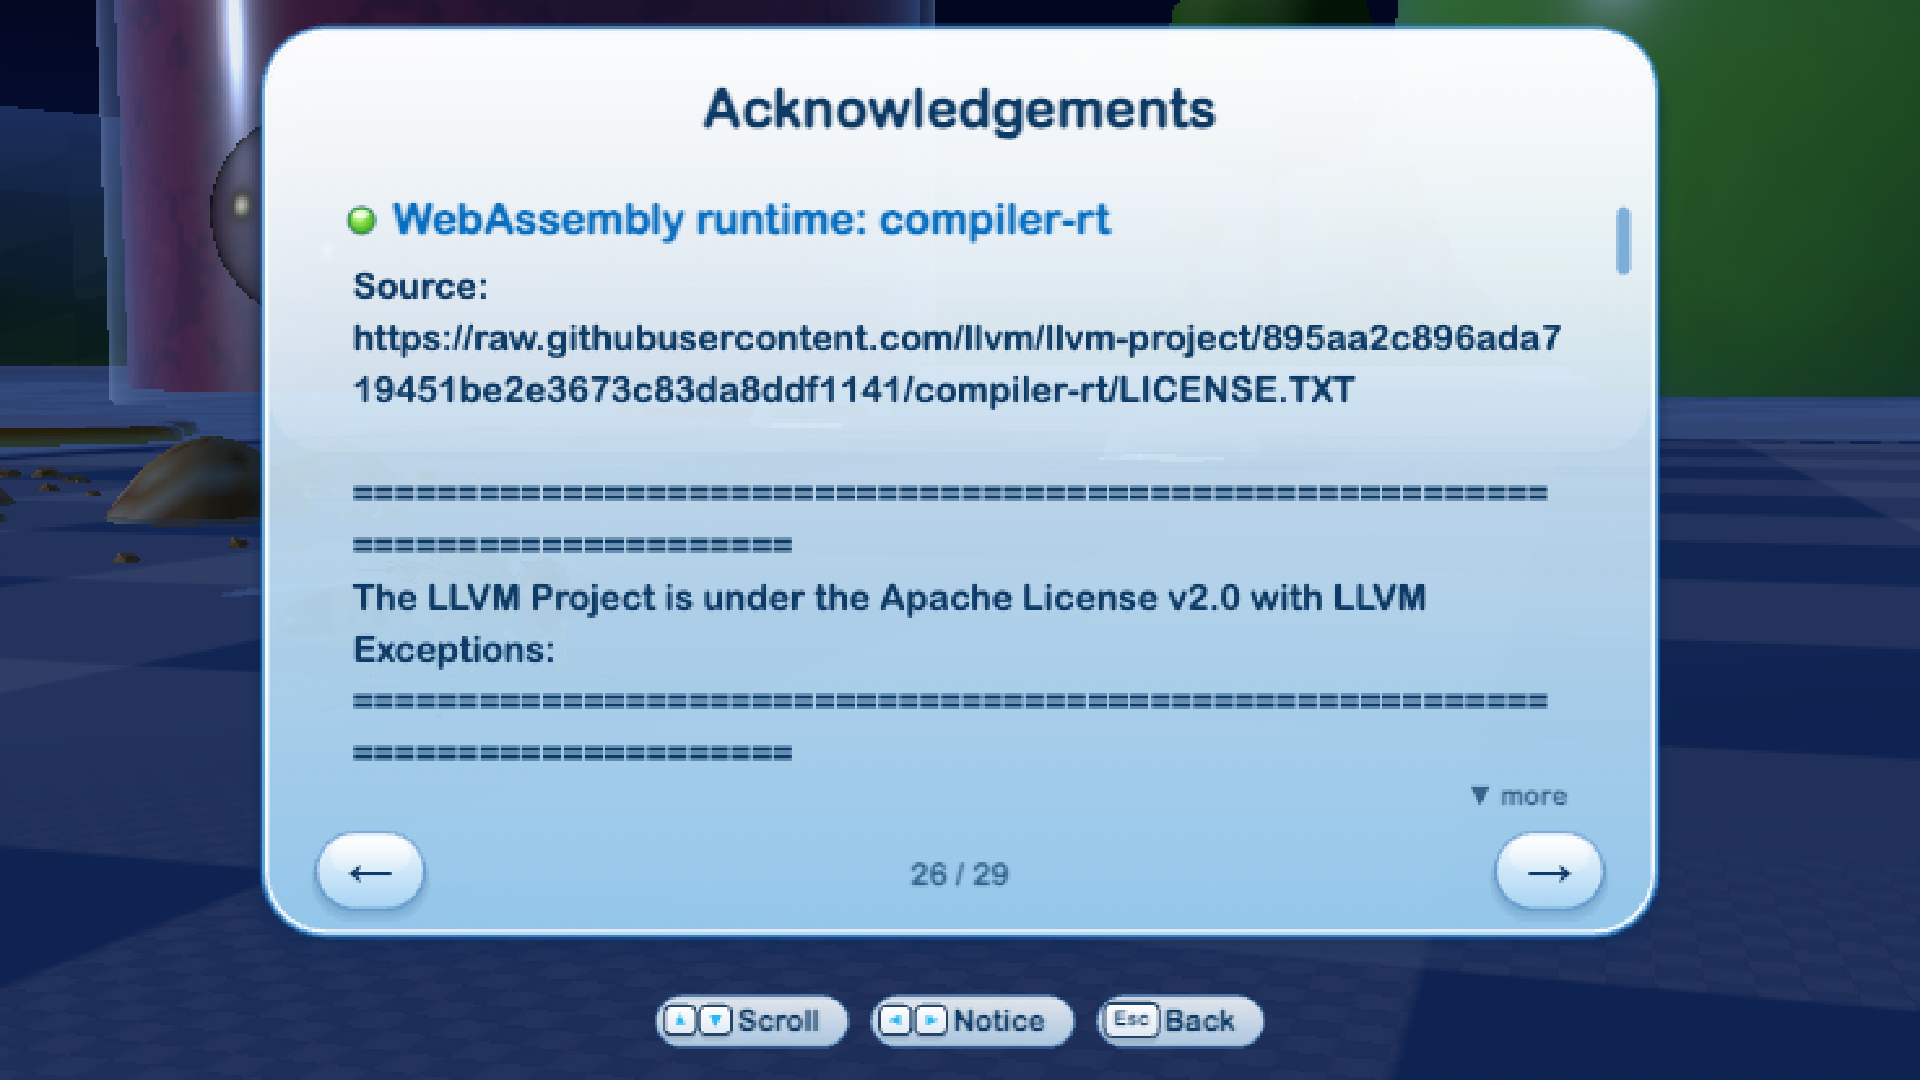 Acknowledgements
WebAssembly runtime: compiler-rt
Source:
https://raw.githubusercontent.com/llvm/llvm-project/895aa2c896ada7
19451be2e3673c83da8ddf1141/compiler-rt/LICENSE.TXT
=========================================================
=====================
The LLVM Project is under the Apache License v2.0 with LLVM
Exceptions:
=========================================================
=====================
▼ more
←
26 / 29
→
▲ ▼ Scroll
◀ ▶ Notice
Esc Back